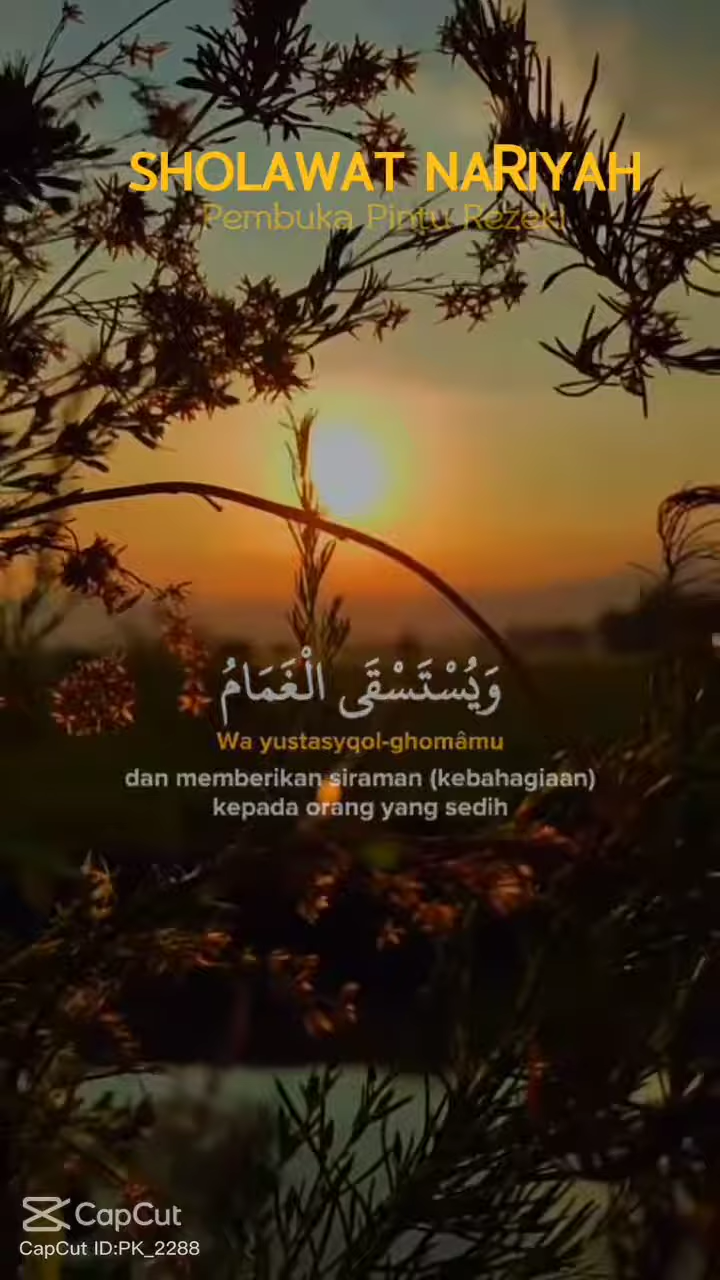 SHOLAWAT NARIYAH
Pembuka Pintu Rezeki
وَيُسْتَسْقَى الْغَمَامُ
Wa yustasyqol-ghomâmu
dan memberikan siraman (kebahagiaan)
kepada orang yang sedih
CapCut
CapCut ID:PK_2288